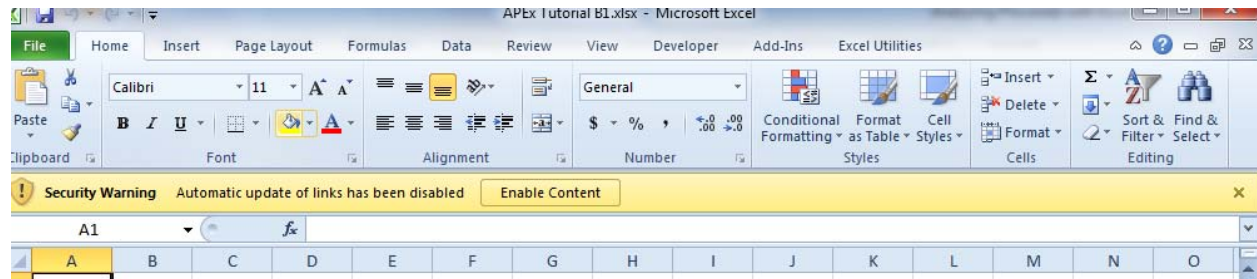 APEx Tutorial B1.xlsx - Microsoft Excel
File Home Insert Page Layout Formulas Data Review View Developer Add-Ins Excel Utilities
Paste
Calibri 11 A A
B I U A
General
$ % , .00 .00
Conditional Formatting
Format as Table
Cell Styles
Insert
Delete
Format
Σ
Sort & Filter
Find & Select
Clipboard Font Alignment Number Styles Cells Editing
Security Warning Automatic update of links has been disabled Enable Content
A1 fx
A B C D E F G H I J K L M N O